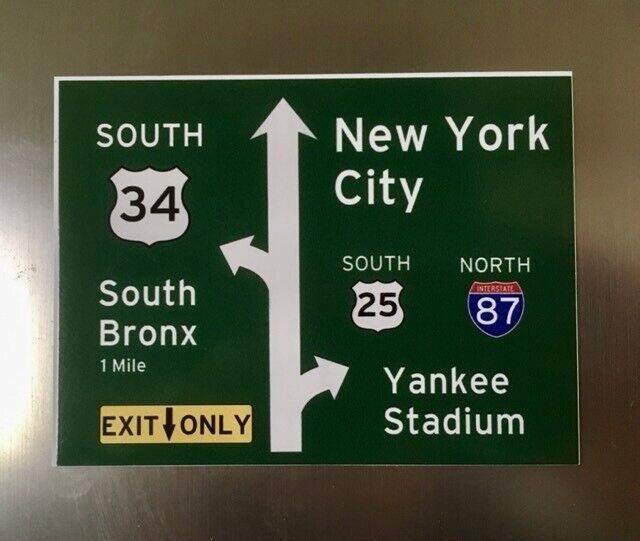 SOUTH
34
South
Bronx
1 Mile
EXIT ONLY
New York
City
SOUTH
25
NORTH
INTERSTATE
87
Yankee
Stadium